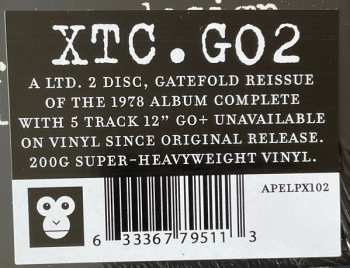 design
XTC.GO2
A LTD. 2 DISC, GATEFOLD REISSUE
OF THE 1978 ALBUM COMPLETE
WITH 5 TRACK 12" GO+ UNAVAILABLE
ON VINYL SINCE ORIGINAL RELEASE.
200G SUPER-HEAVYWEIGHT VINYL.
APELPX102
6 33367 79511 3